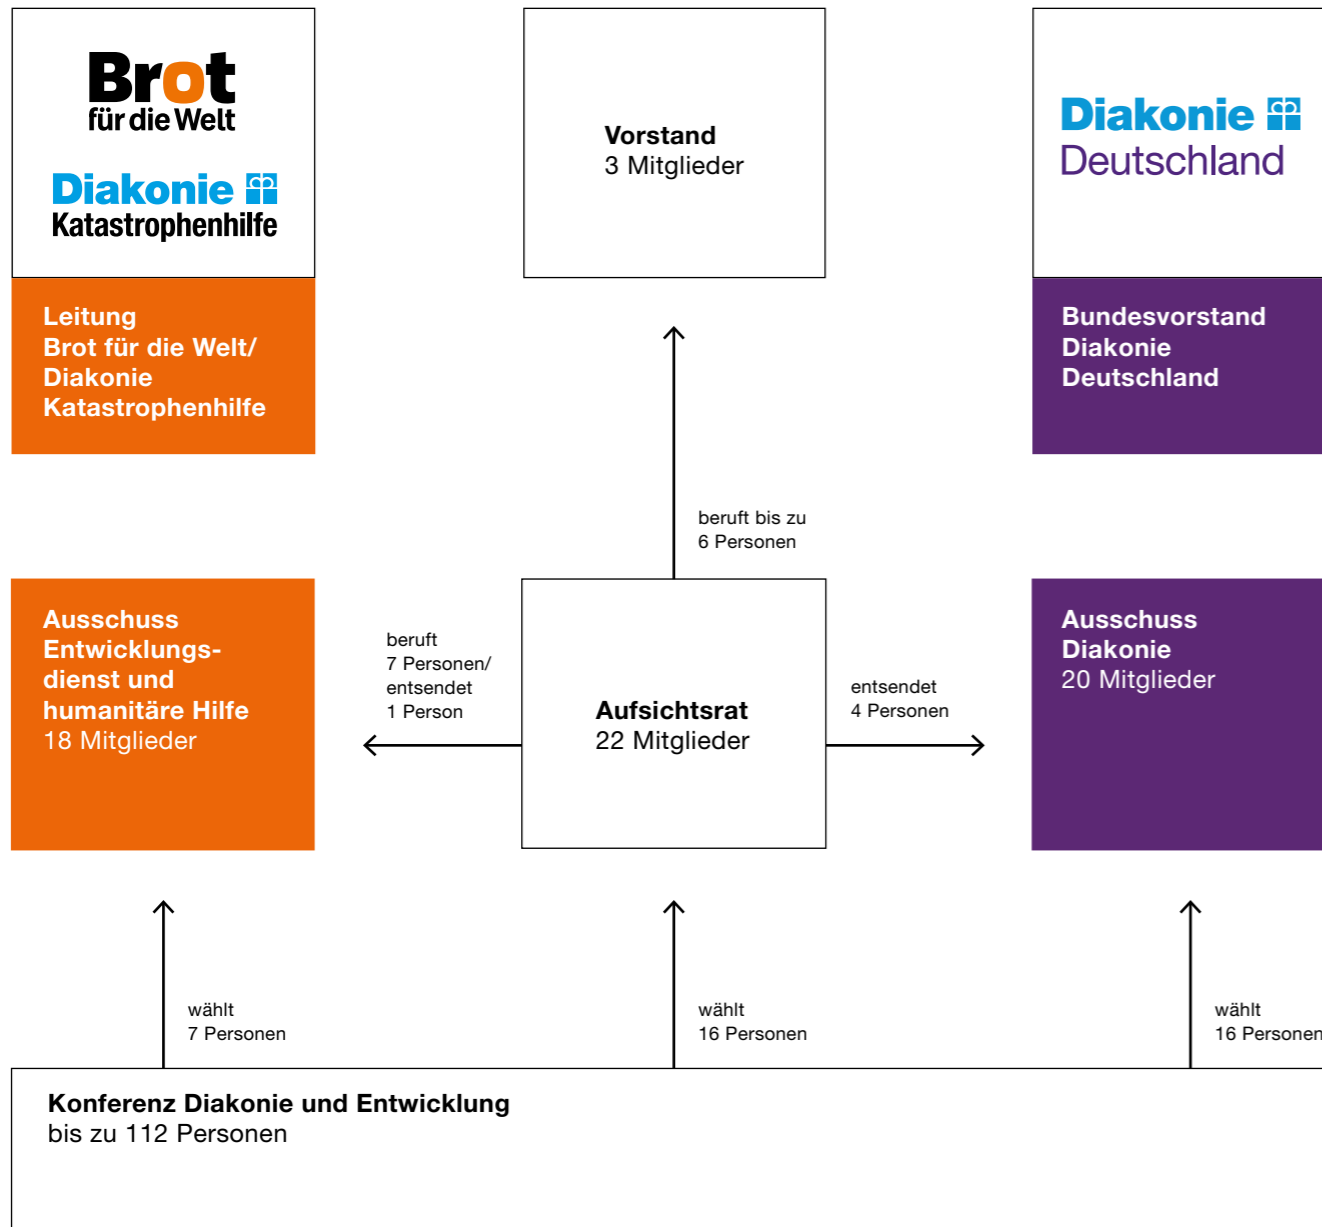 Brot
für die Welt
Diakonie
Katastrophenhilfe
Leitung
Brot für die Welt/
Diakonie
Katastrophenhilfe
Vorstand
3 Mitglieder
Diakonie
Deutschland
Bundesvorstand
Diakonie
Deutschland
beruft bis zu
6 Personen
Ausschuss
Entwicklungs-
dienst und
humanitäre Hilfe
18 Mitglieder
beruft
7 Personen/
entsendet
1 Person
Aufsichtsrat
22 Mitglieder
entsendet
4 Personen
Ausschuss
Diakonie
20 Mitglieder
wählt
7 Personen
wählt
16 Personen
wählt
16 Personen
Konferenz Diakonie und Entwicklung
bis zu 112 Personen